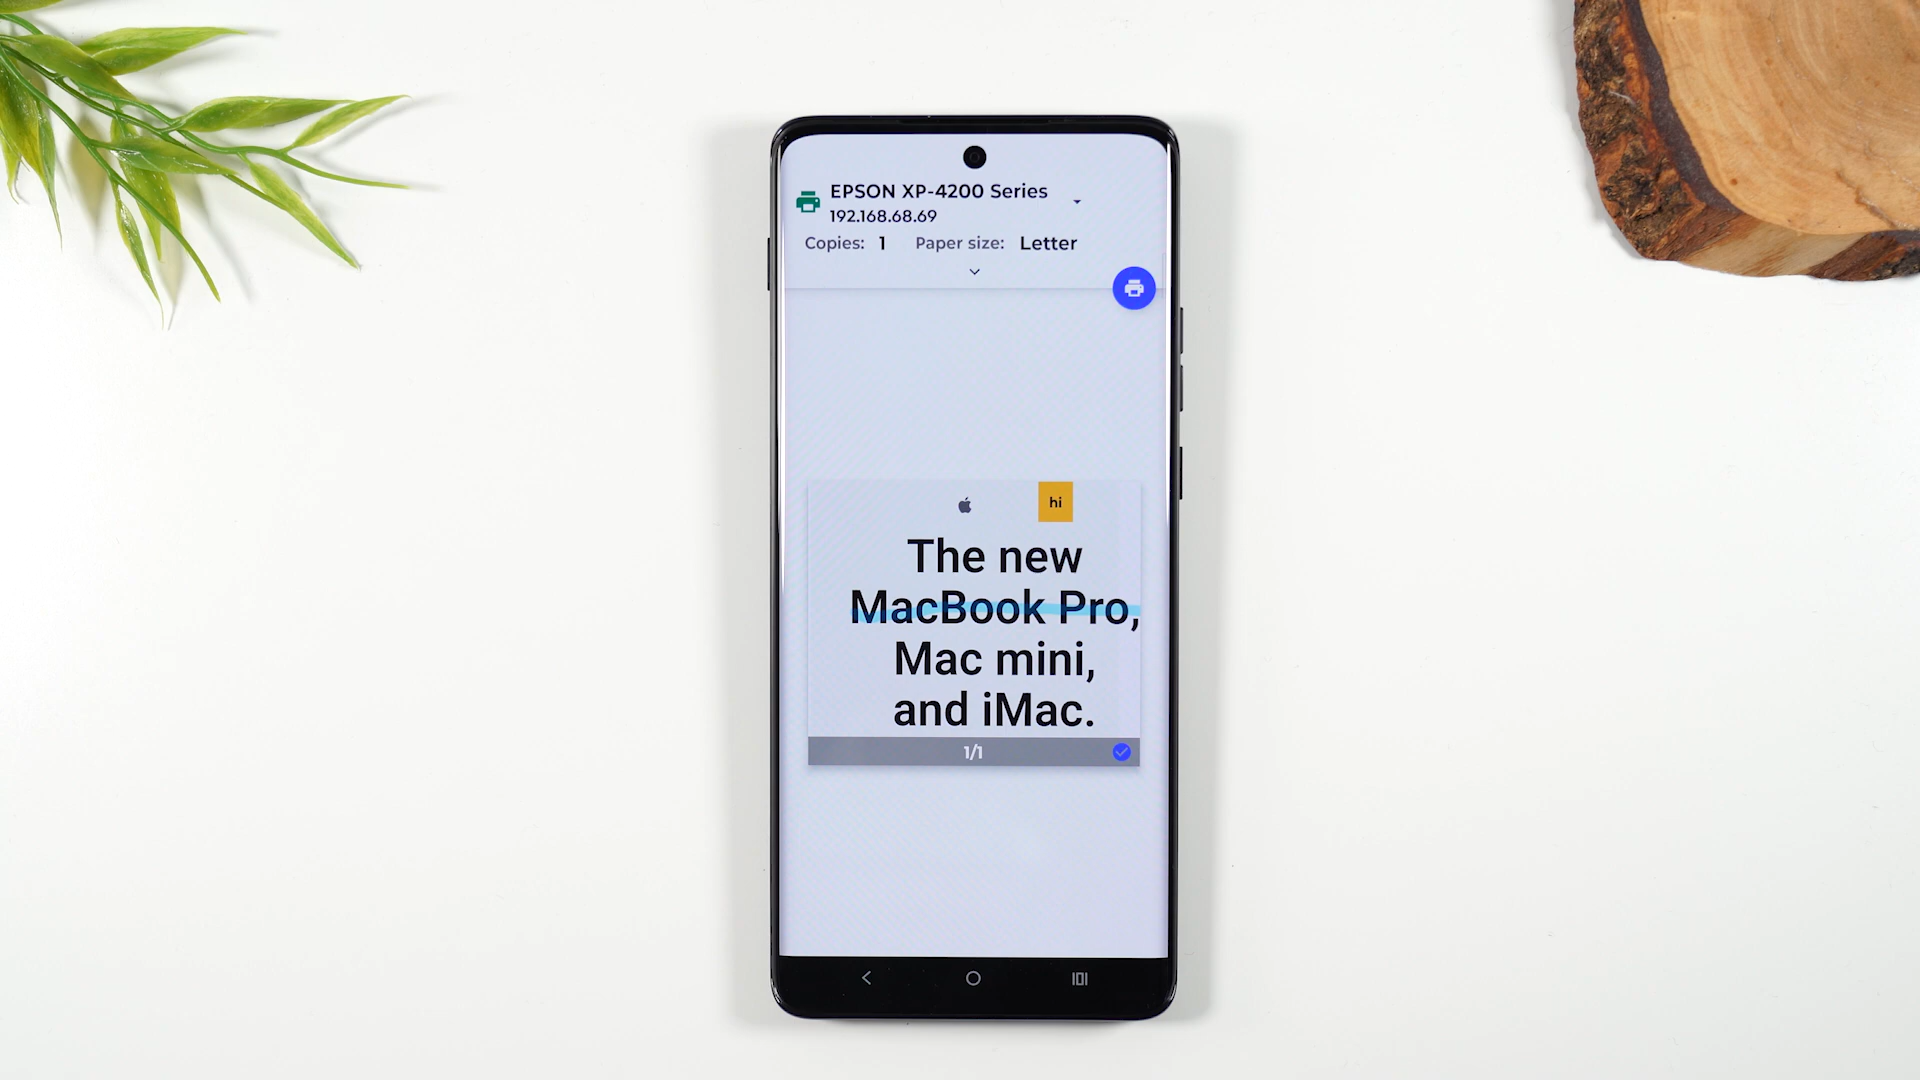 EPSON XP-4200 Series
192.168.68.69
Copies: 1 Paper size: Letter
hi
The new
MacBook Pro,
Mac mini,
and iMac.
1/1